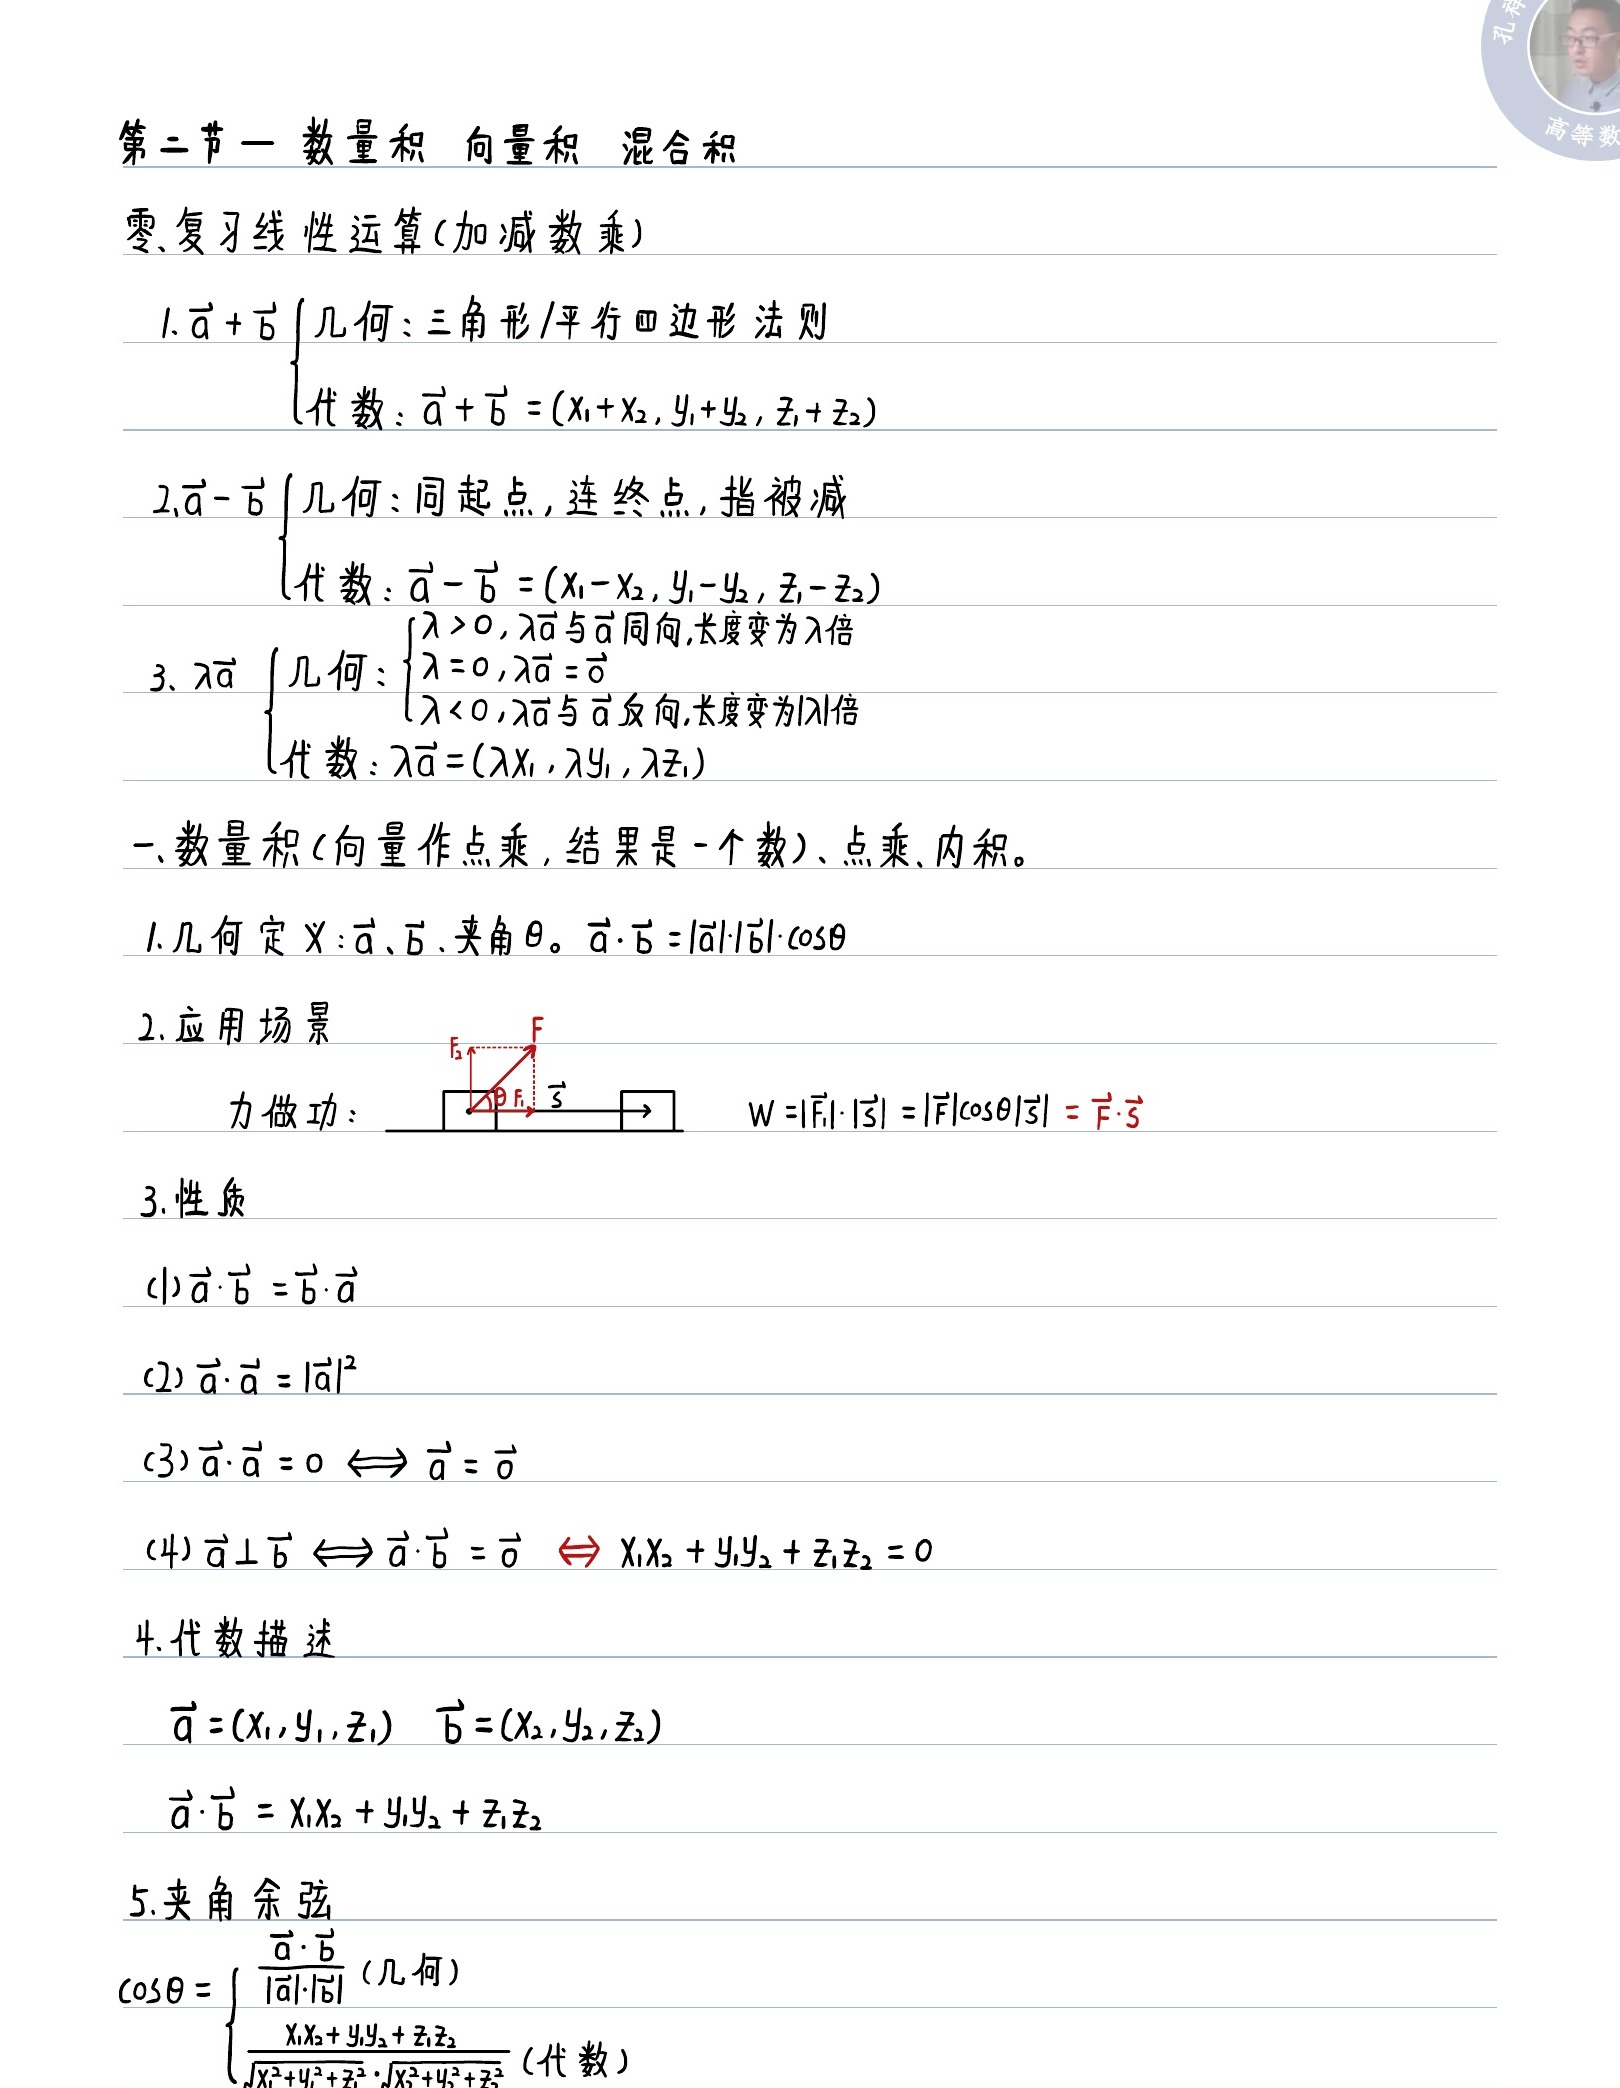 孔祥
高等数
第二节一 数量积 向量积 混合积
零、复习线性运算(加减数乘)
1. a⃗ + b⃗ { 几何: 三角形/平行四边形法则
代数: a⃗ + b⃗ = (x₁+x₂, y₁+y₂, z₁+z₂)
2. a⃗ - b⃗ { 几何: 同起点, 连终点, 指被减
代数: a⃗ - b⃗ = (x₁-x₂, y₁-y₂, z₁-z₂)
3、λa⃗ { 几何: { λ>0, λa⃗与a⃗同向,长度变为λ倍
λ=0, λa⃗=0⃗
λ<0, λa⃗与a⃗反向,长度变为|λ|倍
代数: λa⃗=(λx₁, λy₁, λz₁)
一、数量积(向量作点乘, 结果是一个数)、点乘、内积。
1.几何定义: a⃗、b⃗、夹角θ。 a⃗·b⃗=|a⃗|·|b⃗|·cosθ
2.应用场景
F
F₂
θ F₁ s⃗
力做功: W=|F⃗₁|·|s⃗| = |F⃗|cosθ|s⃗| = F⃗·s⃗
3.性质
(1) a⃗·b⃗ = b⃗·a⃗
(2) a⃗·a⃗ = |a⃗|²
(3) a⃗·a⃗ = 0 ⟺ a⃗ = 0⃗
(4) a⃗⊥b⃗ ⟺ a⃗·b⃗ = 0⃗ ⟺ x₁x₂ + y₁y₂ + z₁z₂ = 0
4.代数描述
a⃗ = (x₁, y₁, z₁) b⃗ = (x₂, y₂, z₂)
a⃗·b⃗ = x₁x₂ + y₁y₂ + z₁z₂
5.夹角余弦
cosθ = { a⃗·b⃗ / |a⃗|·|b⃗| (几何)
x₁x₂+y₁y₂+z₁z₂ / √x₁²+y₁²+z₁²·√x₂²+y₂²+z₂² (代数)